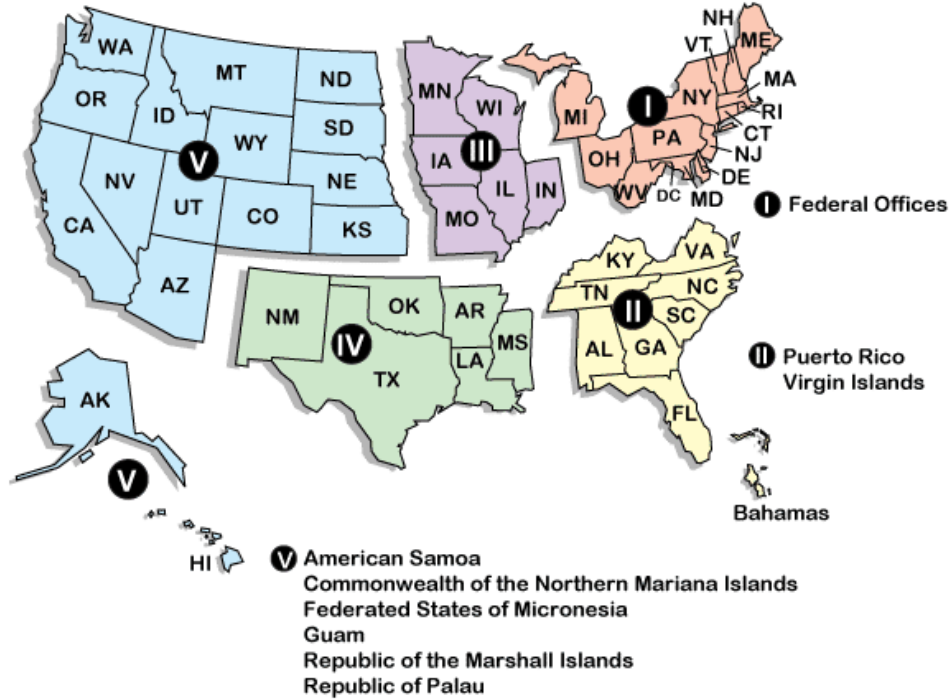 NH
ME
VT
WA
MT
ND
MN
WI
MA
OR
ID
SD
MI
I
NY
RI
WY
PA
CT
V
IA
III
OH
NJ
NV
NE
IL
IN
WV
DC
MD
DE
UT
CO
MO
I Federal Offices
CA
KS
KY
VA
AZ
TN
NC
NM
OK
AR
II
SC
IV
MS
AL
GA
LA
II Puerto Rico
Virgin Islands
TX
AK
FL
V
Bahamas
HI
V American Samoa
Commonwealth of the Northern Mariana Islands
Federated States of Micronesia
Guam
Republic of the Marshall Islands
Republic of Palau